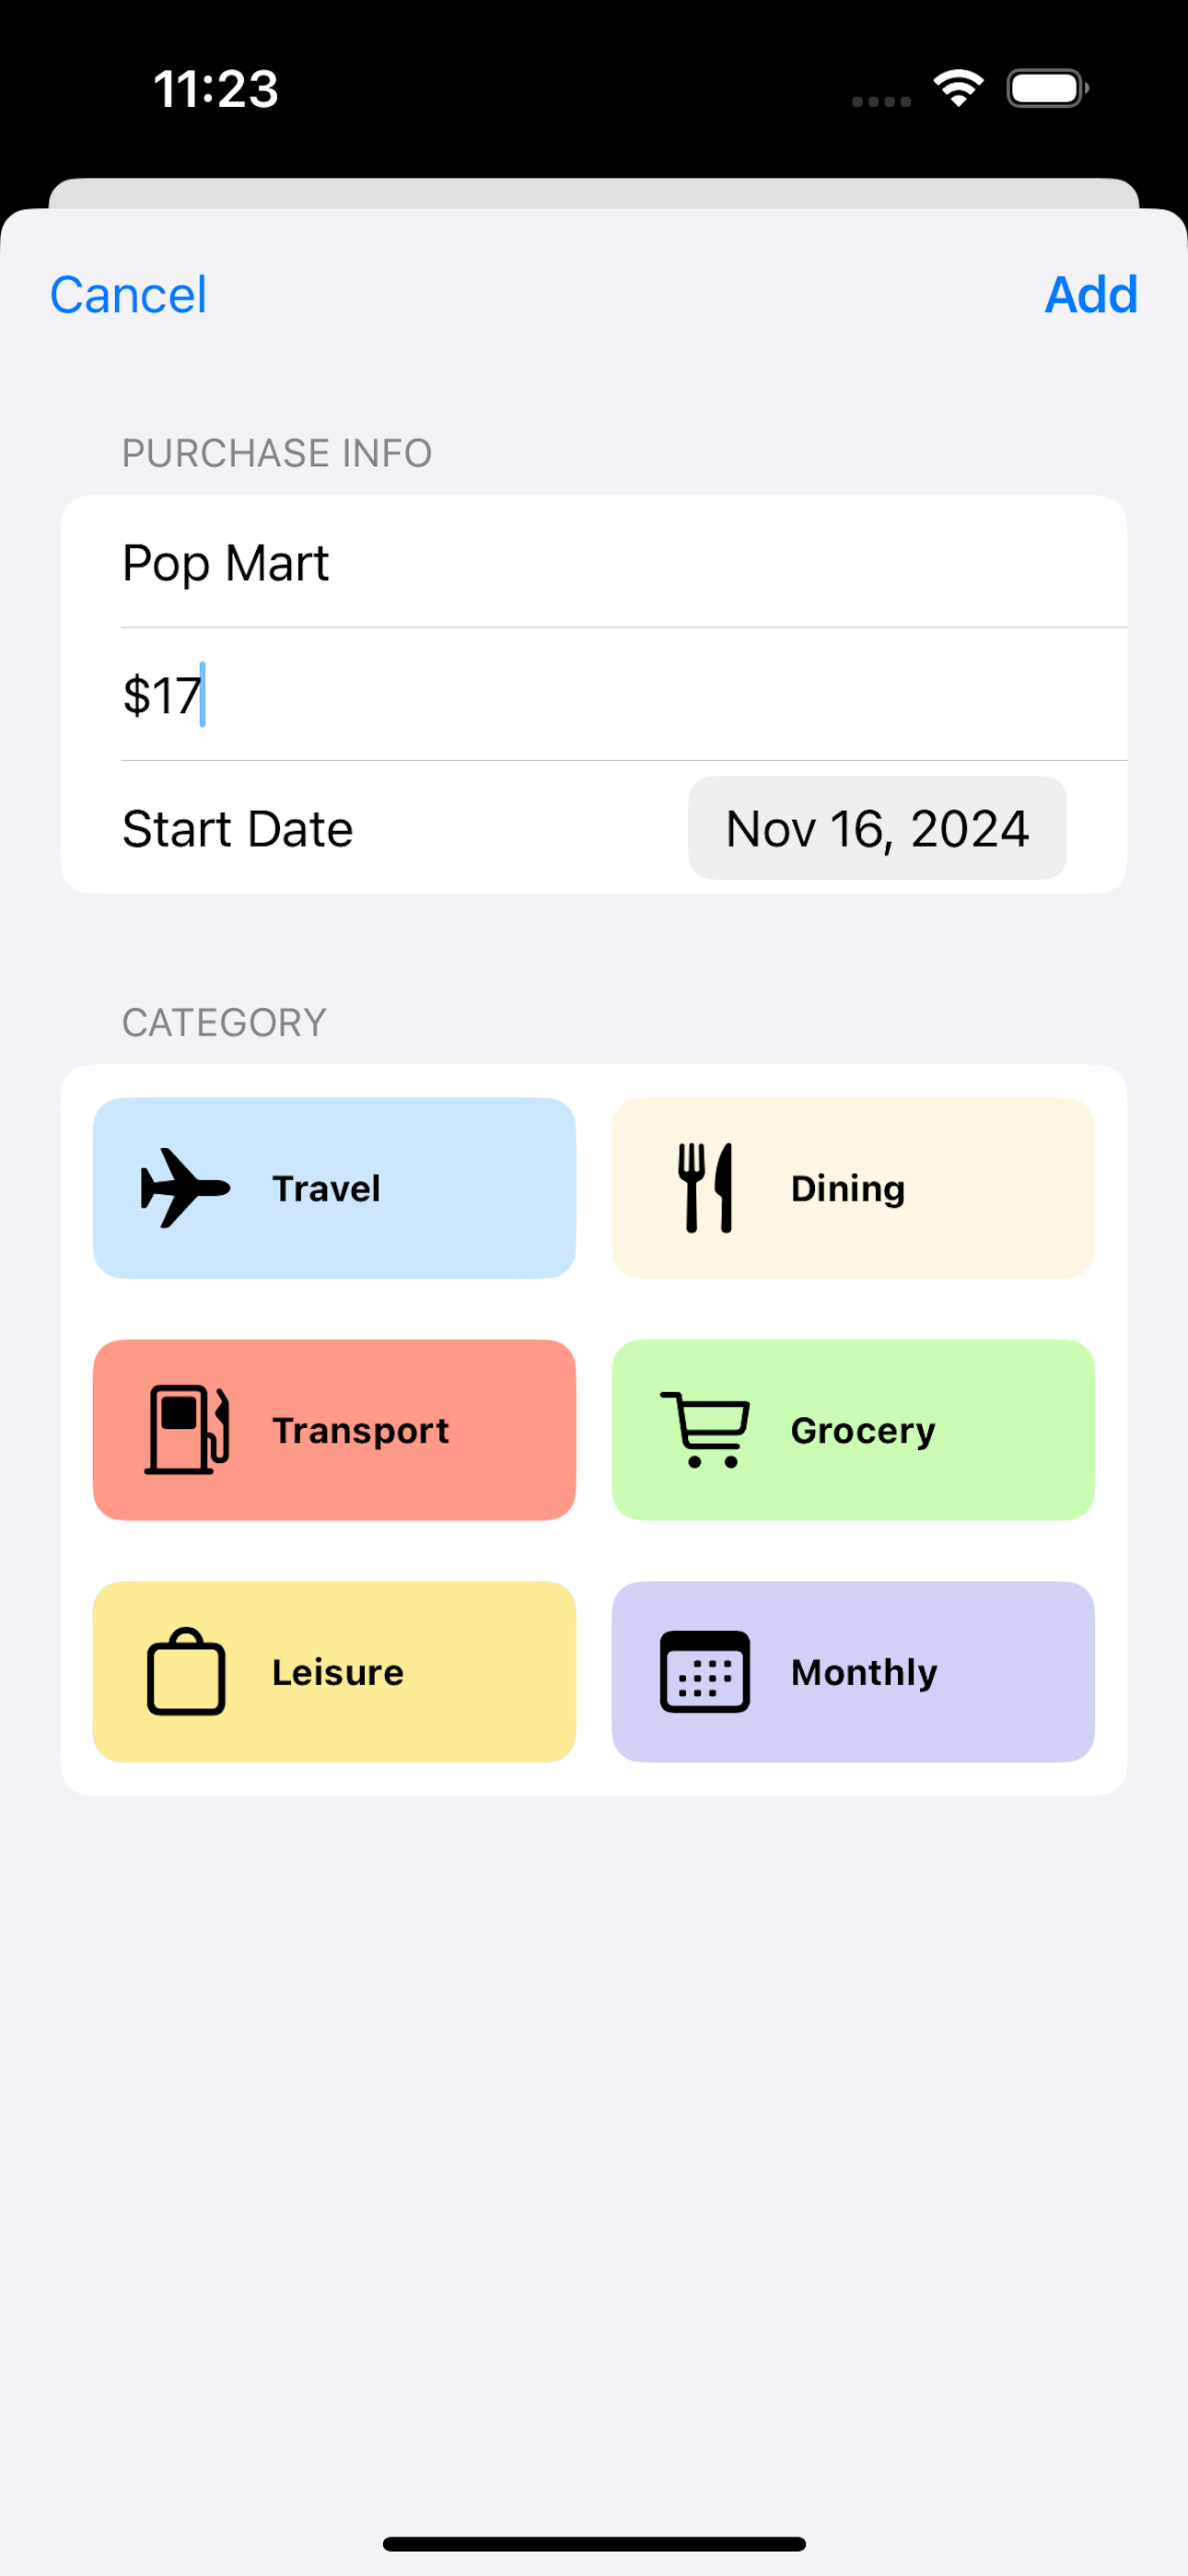 11:23
Cancel
Add
PURCHASE INFO
Pop Mart
$17
Start Date
Nov 16, 2024
CATEGORY
Travel
Dining
Transport
Grocery
Leisure
Monthly